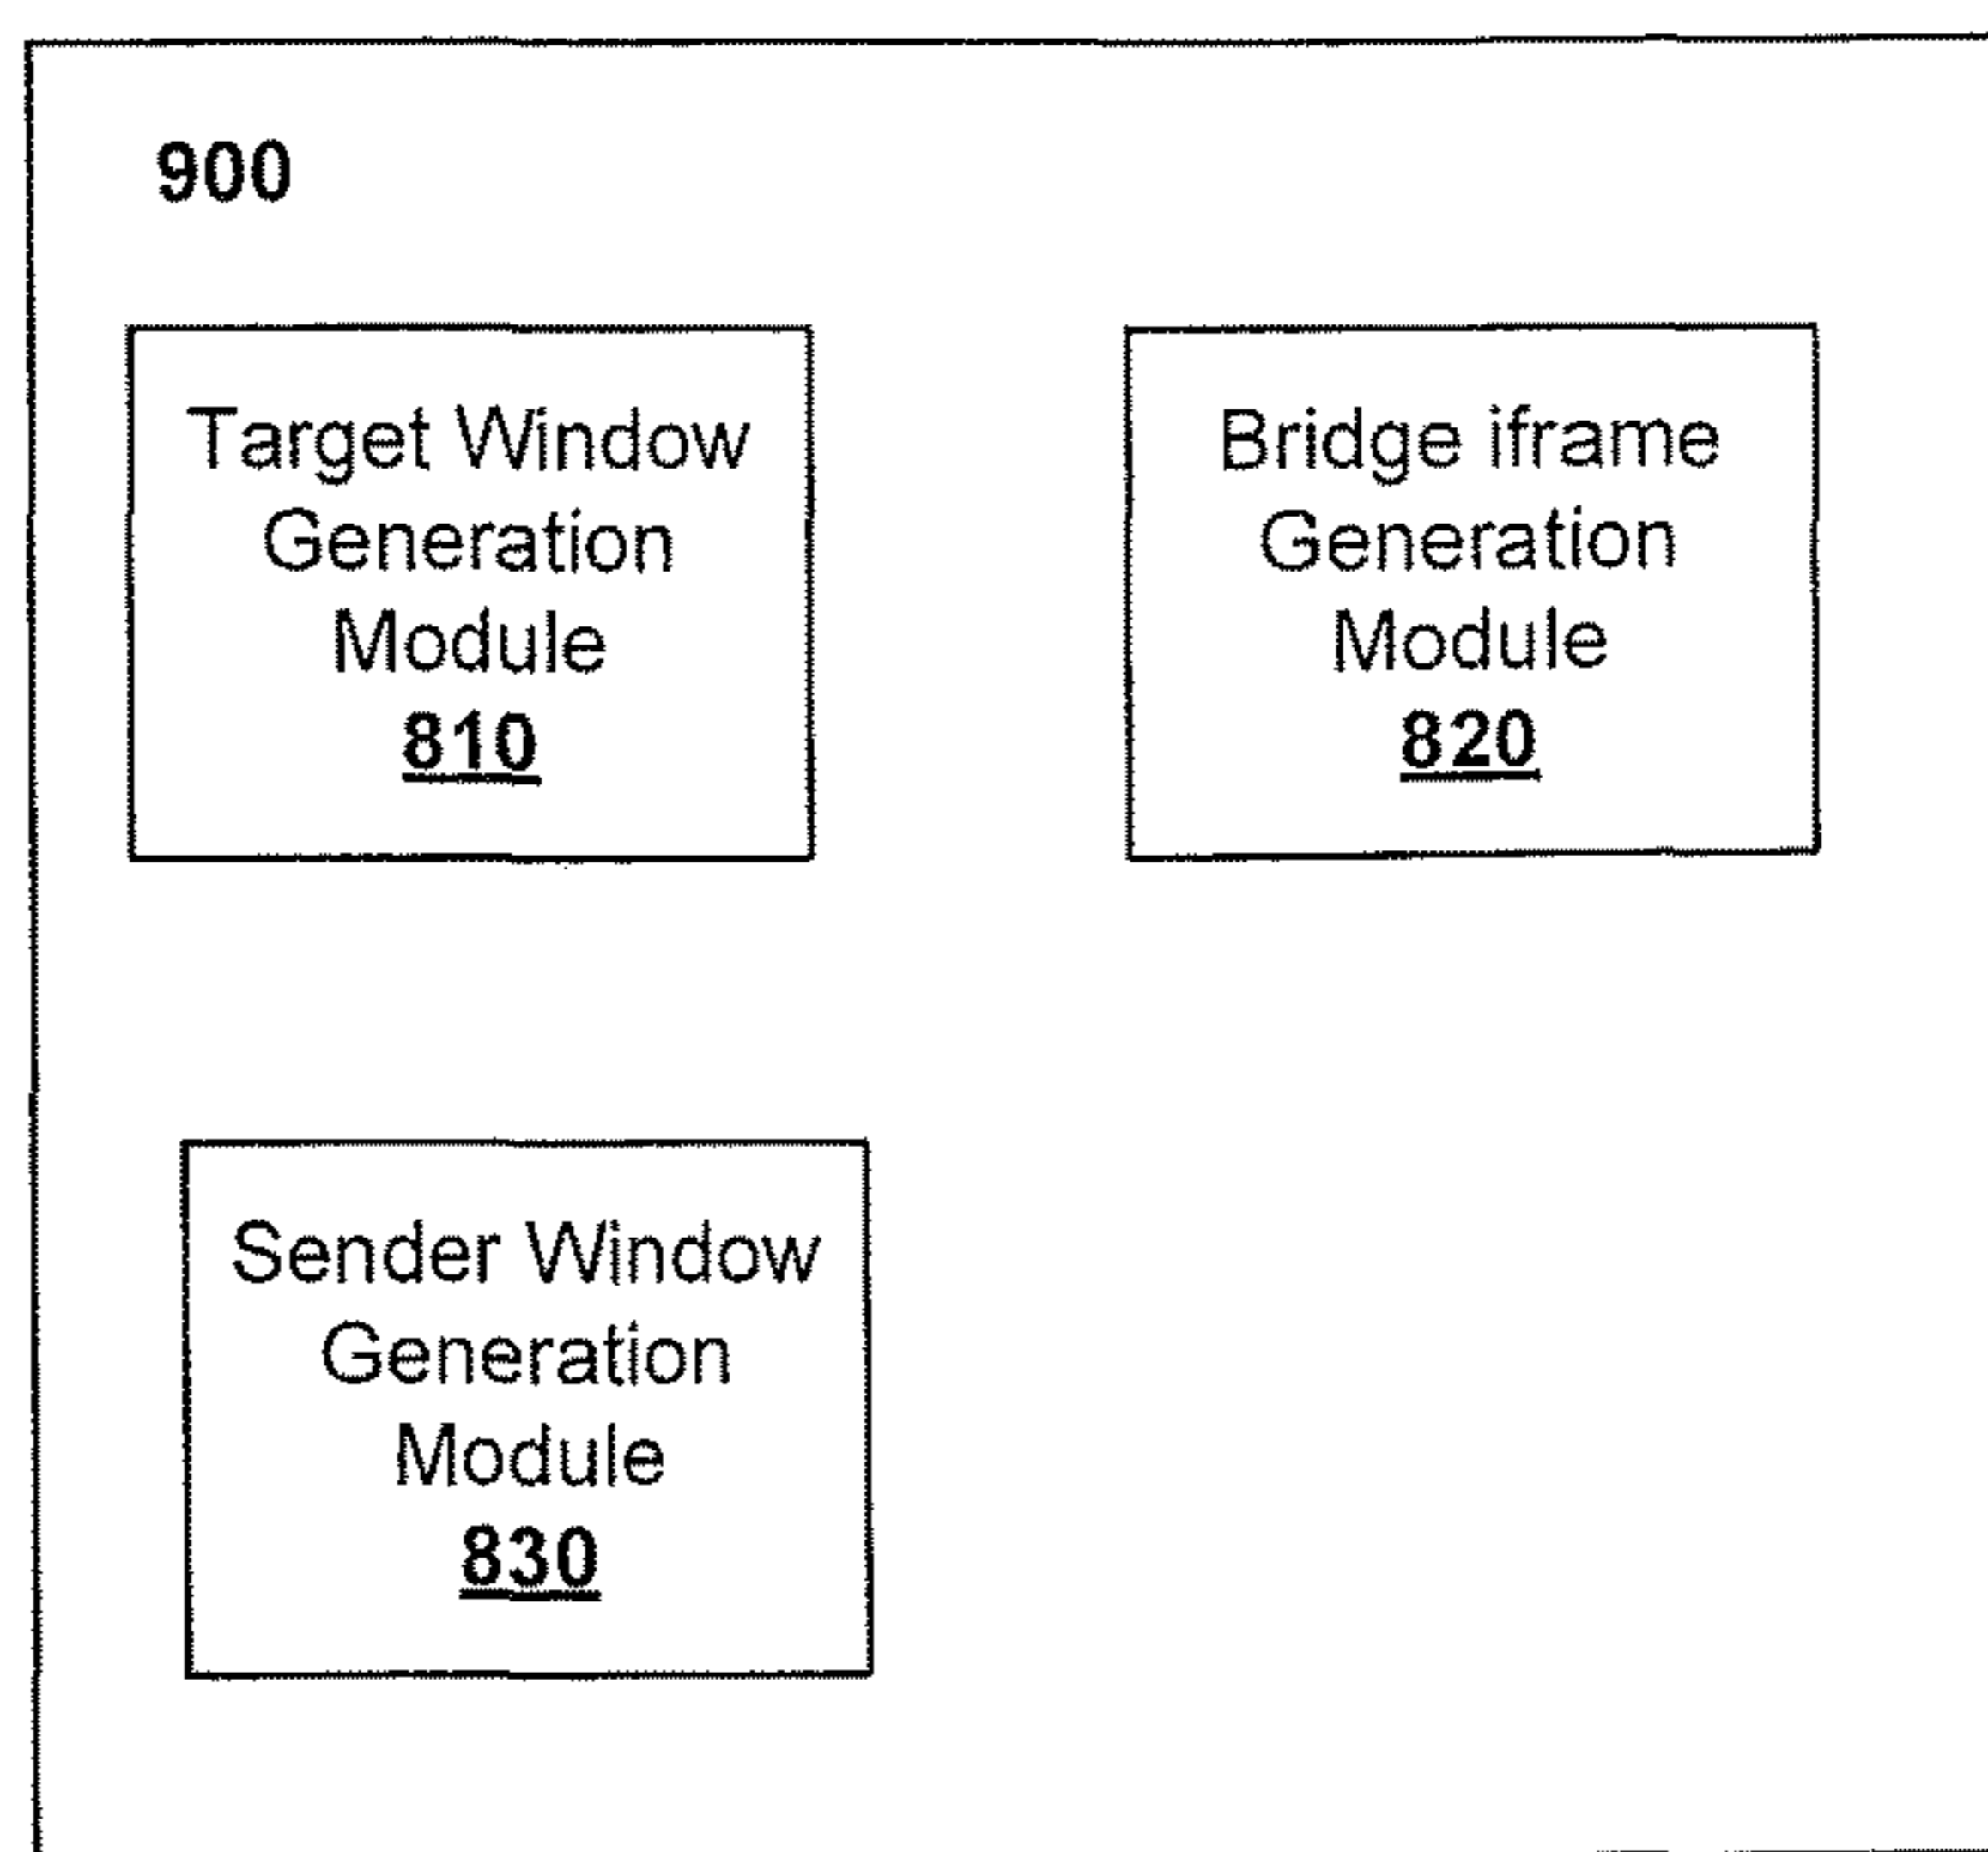 900
Target Window
Generation
Module
810
Bridge iframe
Generation
Module
820
Sender Window
Generation
Module
830